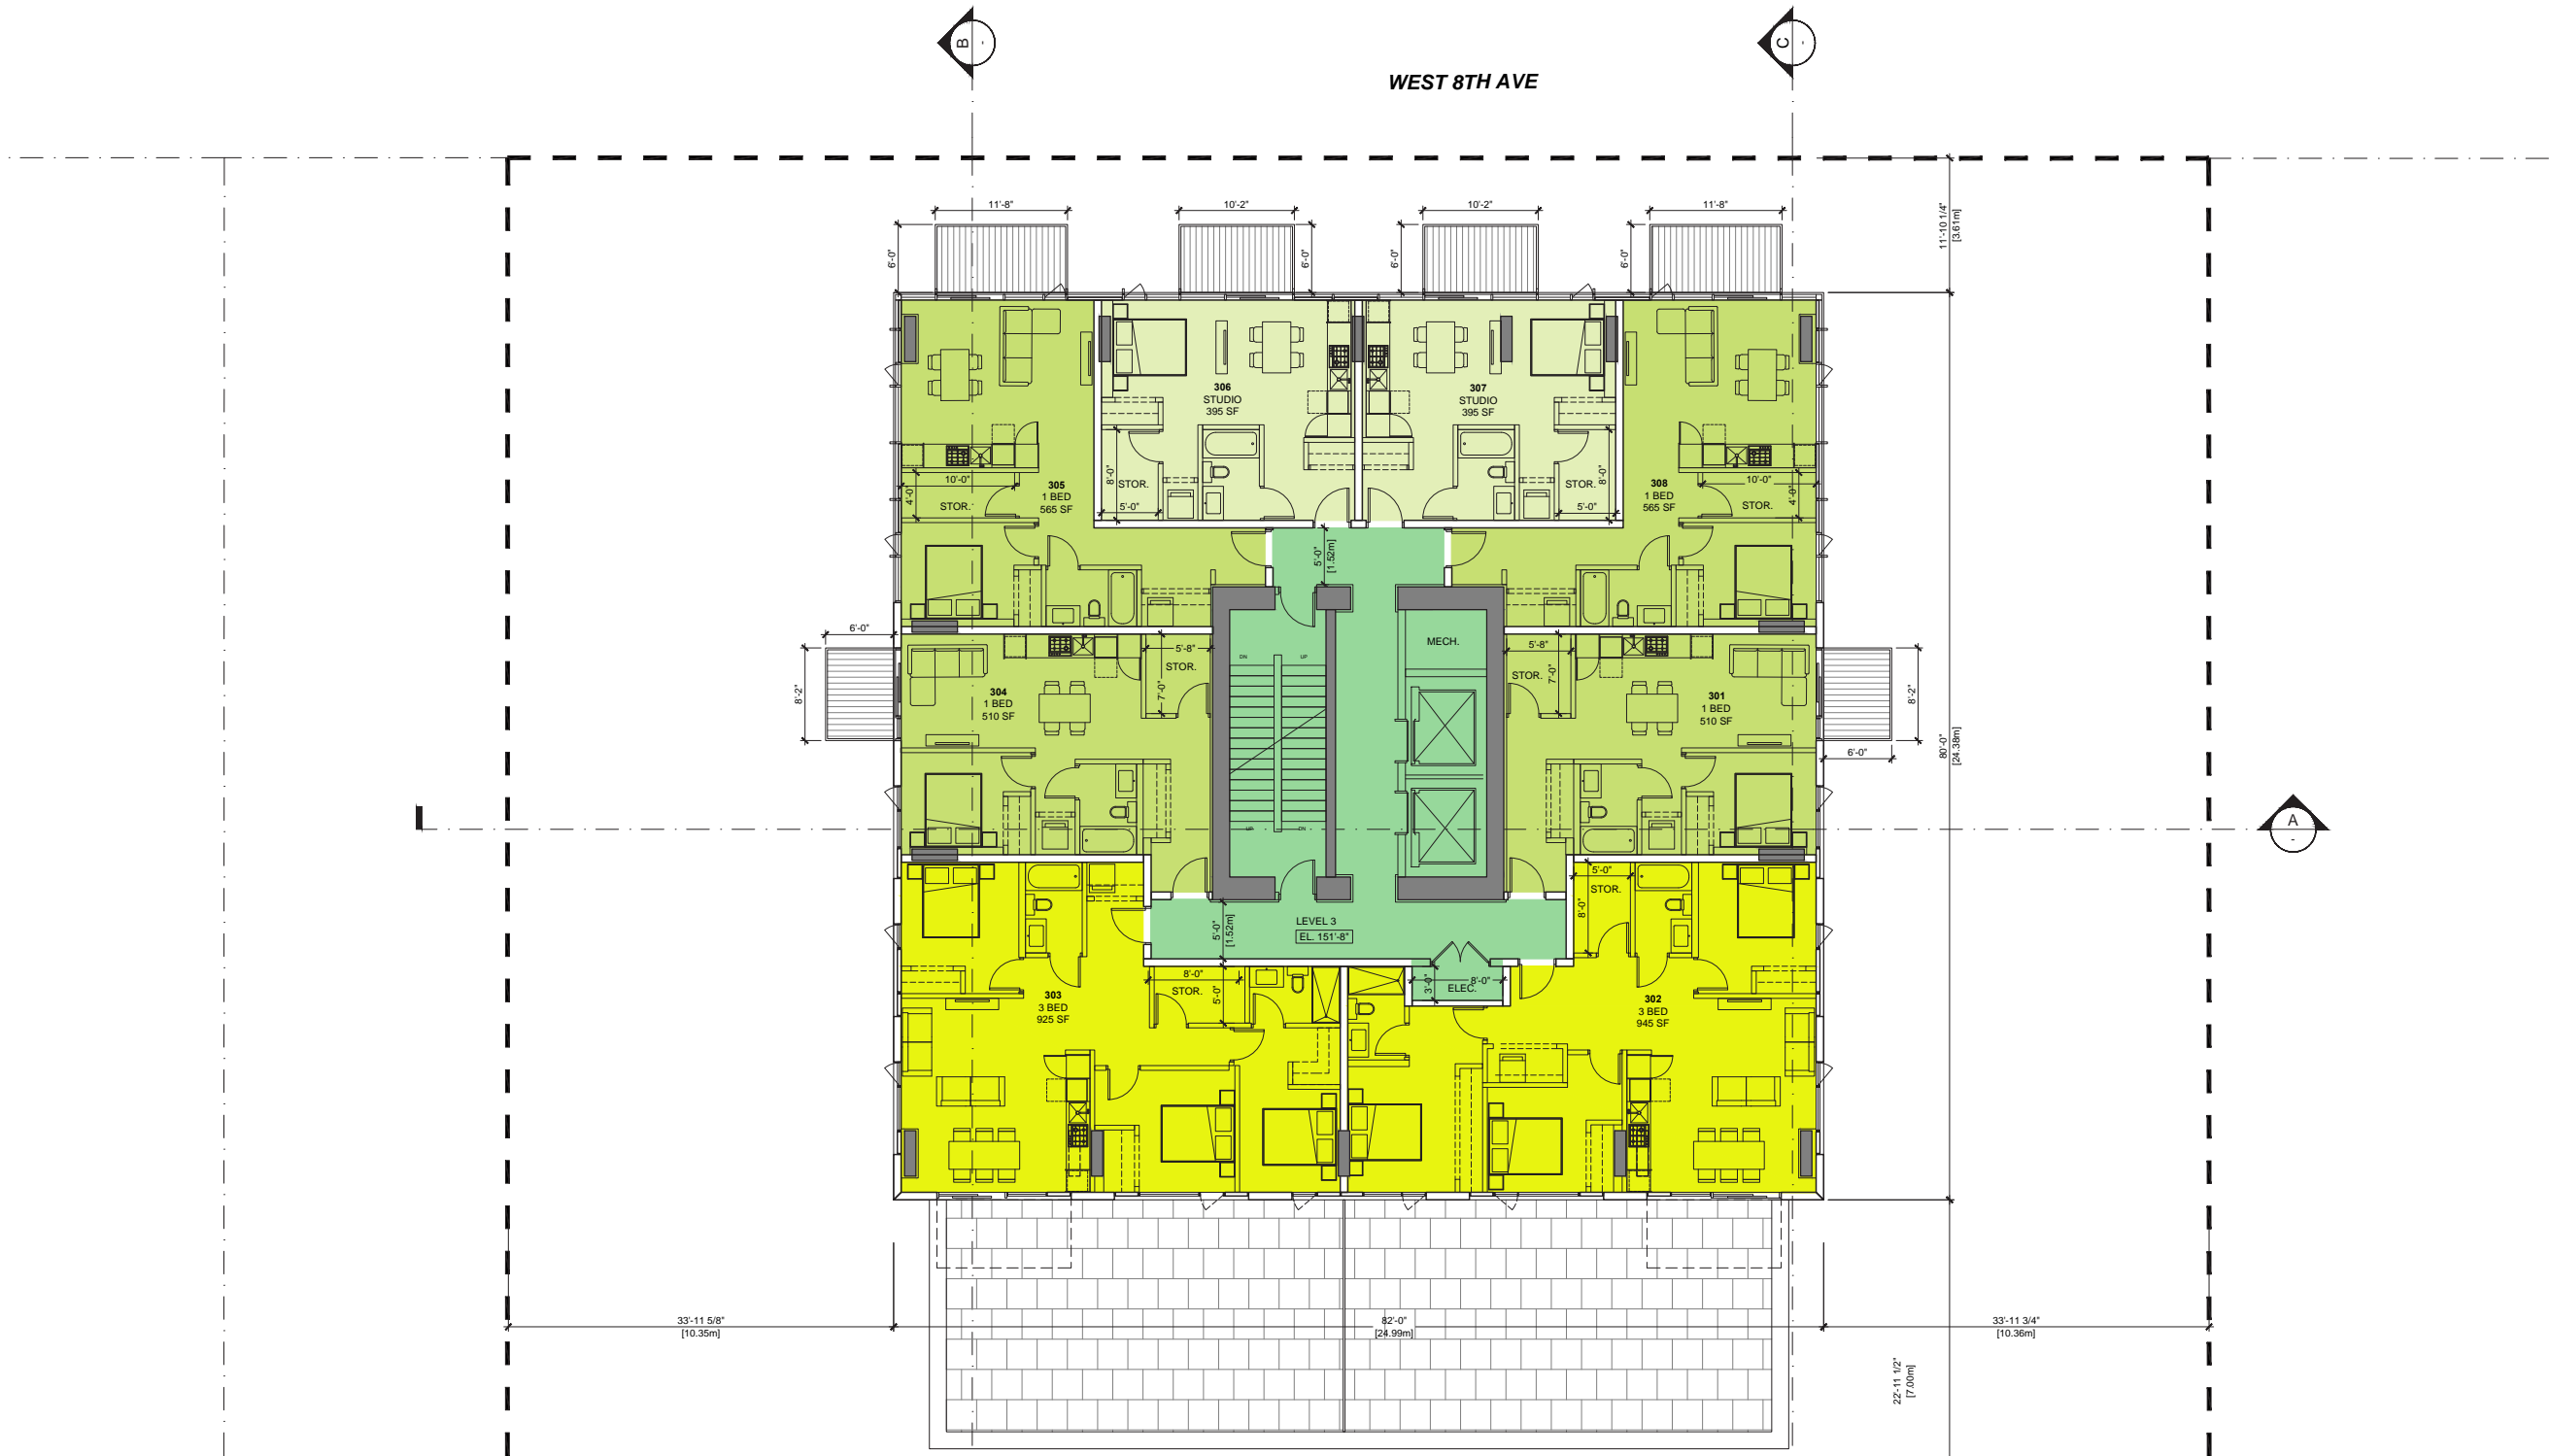 B
-
C
-
WEST 8TH AVE
11'-8"
10'-2"
10'-2"
11'-8"
11'-10 1/4"
[3.61m]
6'-0"
6'-0"
6'-0"
6'-0"
306
STUDIO
395 SF
307
STUDIO
395 SF
8'-0"
STOR.
5'-0"
STOR.
8'-0"
5'-0"
10'-0"
4'-0"
STOR.
305
1 BED
565 SF
308
1 BED
565 SF
10'-0"
4'-0"
STOR.
5'-0"
[1.52m]
6'-0"
8'-2"
5'-8"
STOR.
7'-0"
304
1 BED
510 SF
DN
UP
UP
DN
MECH.
5'-8"
STOR.
7'-0"
301
1 BED
510 SF
8'-2"
6'-0"
80'-0"
[24.38m]
A
-
5'-0"
[1.52m]
LEVEL 3
EL. 151'-8"
5'-0"
STOR.
8'-0"
303
3 BED
925 SF
8'-0"
STOR.
5'-0"
3'-0"
8'-0"
ELEC.
302
3 BED
945 SF
33'-11 5/8"
[10.35m]
82'-0"
[24.99m]
33'-11 3/4"
[10.36m]
22'-11 1/2"
[7.00m]